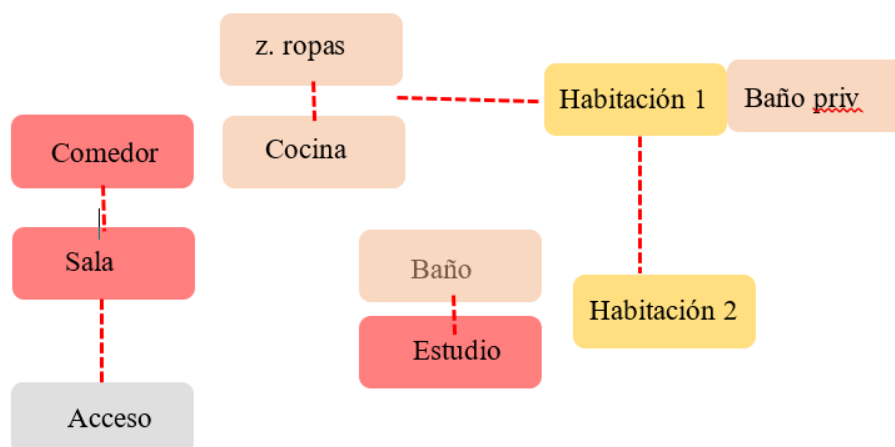 z. ropas
Habitación 1
Baño priv
Comedor
Cocina
Sala
Baño
Habitación 2
Estudio
Acceso